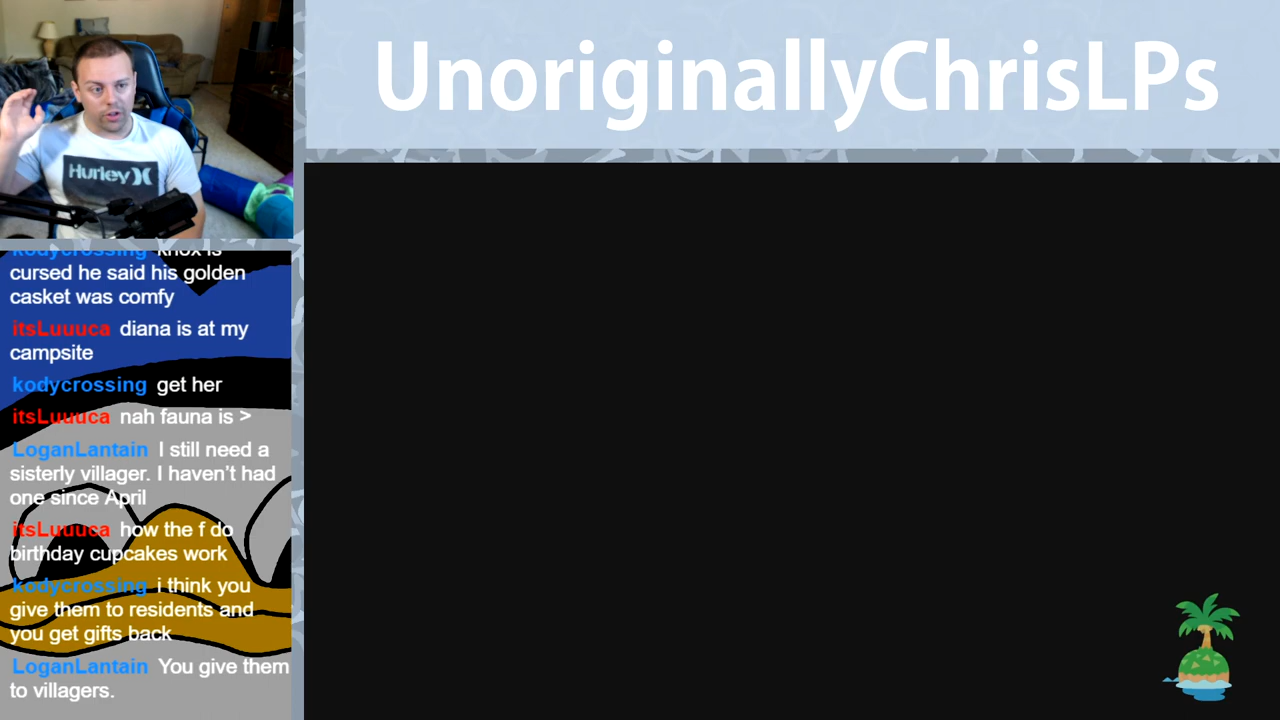 UnoriginallyChrisLPs
Hurley
kodycrossing knox is
cursed he said his golden
casket was comfy
itsLuuuca diana is at my
campsite
kodycrossing get her
itsLuuuca nah fauna is >
LoganLantain I still need a
sisterly villager. I haven't had
one since April
itsLuuuca how the f do
birthday cupcakes work
kodycrossing i think you
give them to residents and
you get gifts back
LoganLantain You give them
to villagers.